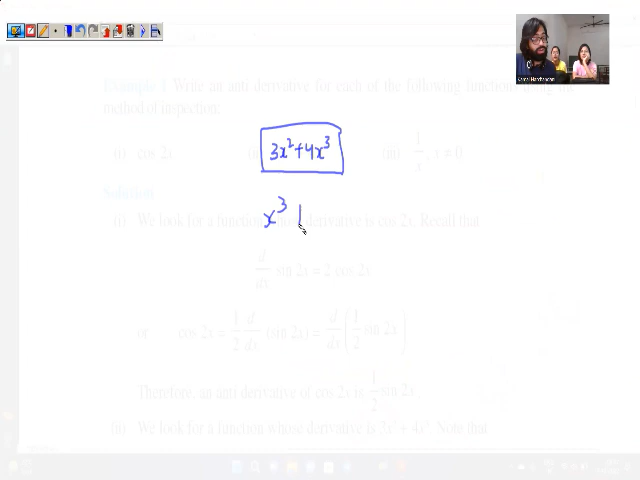 Kamal Narchandani
Example 1 Write an anti derivative for each of the following functions using the
method of inspection:
(i) cos 2x (iii) 1/x, x ≠ 0
3x² + 4x³
Solution
x³
(i) We look for a function whose derivative is cos 2x. Recall that
d/dx sin 2x = 2 cos 2x
or cos 2x = 1/2 d/dx (sin 2x) = d/dx (1/2 sin 2x)
Therefore, an anti derivative of cos 2x is 1/2 sin 2x.
(ii) We look for a function whose derivative is 3x² + 4x³. Note that